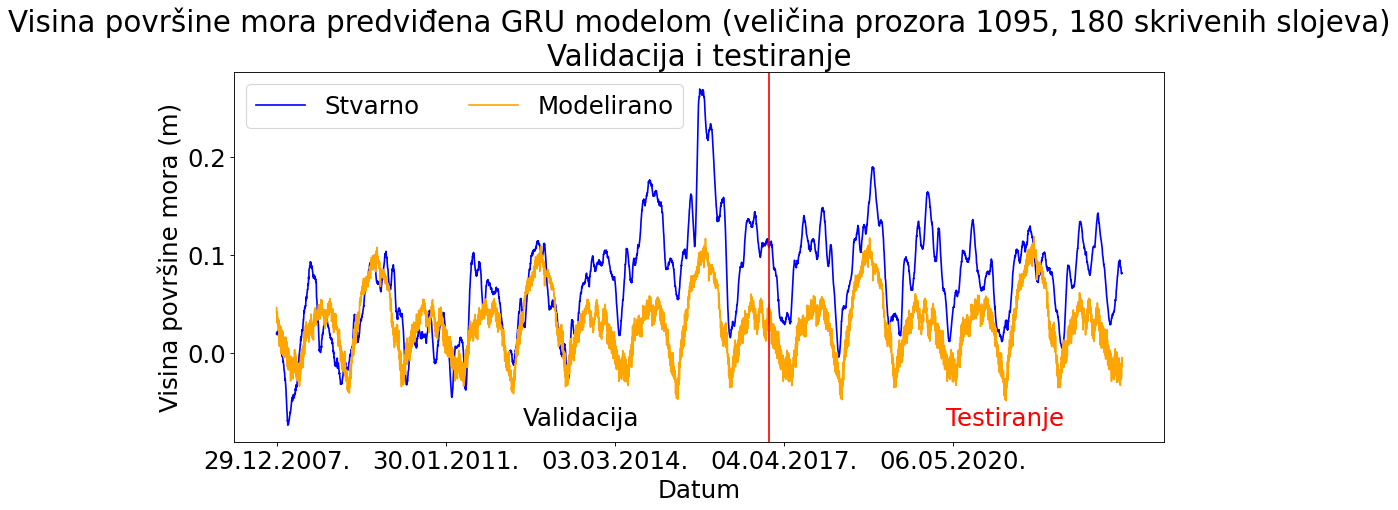 Visina površine mora predviđena GRU modelom (veličina prozora 1095, 180 skrivenih slojeva)
Validacija i testiranje
Stvarno
Modelirano
Visina površine mora (m)
0.2
0.1
0.0
Validacija
Testiranje
29.12.2007.
30.01.2011.
03.03.2014.
04.04.2017.
06.05.2020.
Datum